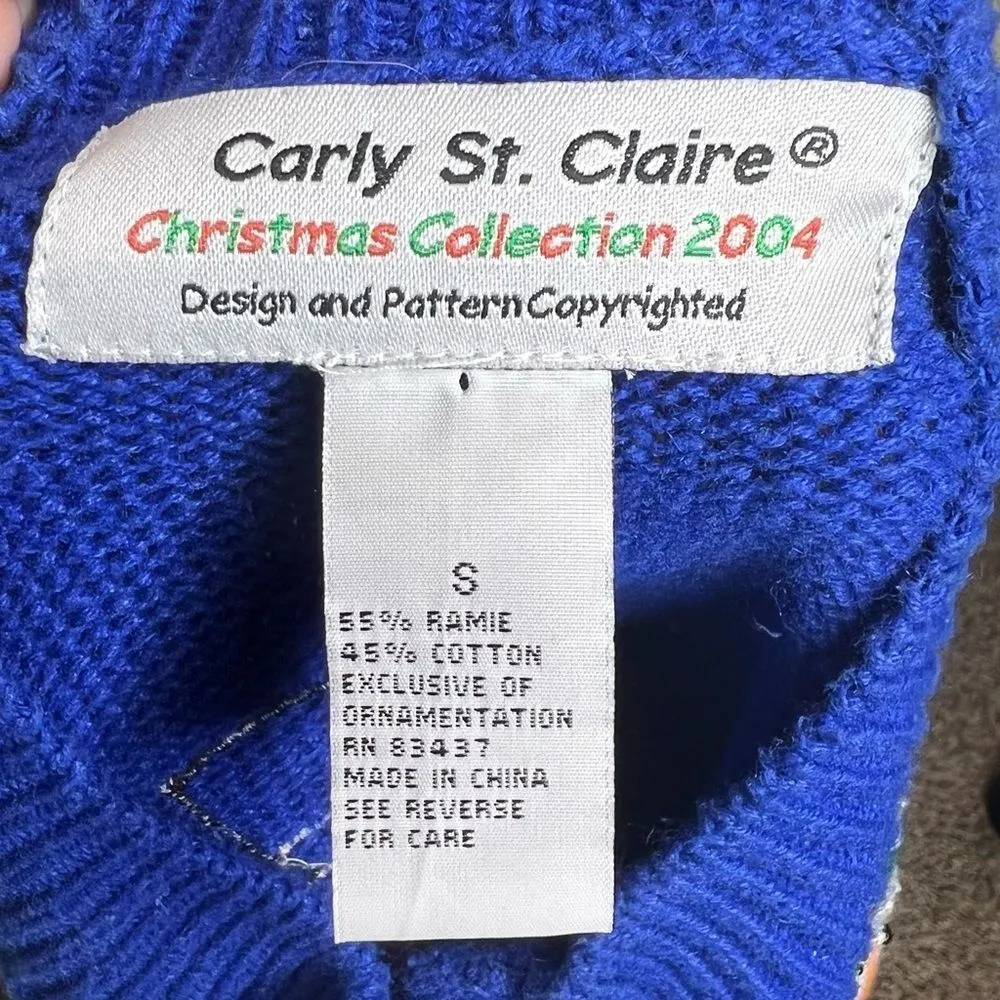 Carly St. Claire ®
Christmas Collection 2004
Design and Pattern Copyrighted
S
55% RAMIE
45% COTTON
EXCLUSIVE OF
ORNAMENTATION
RN 83437
MADE IN CHINA
SEE REVERSE
FOR CARE